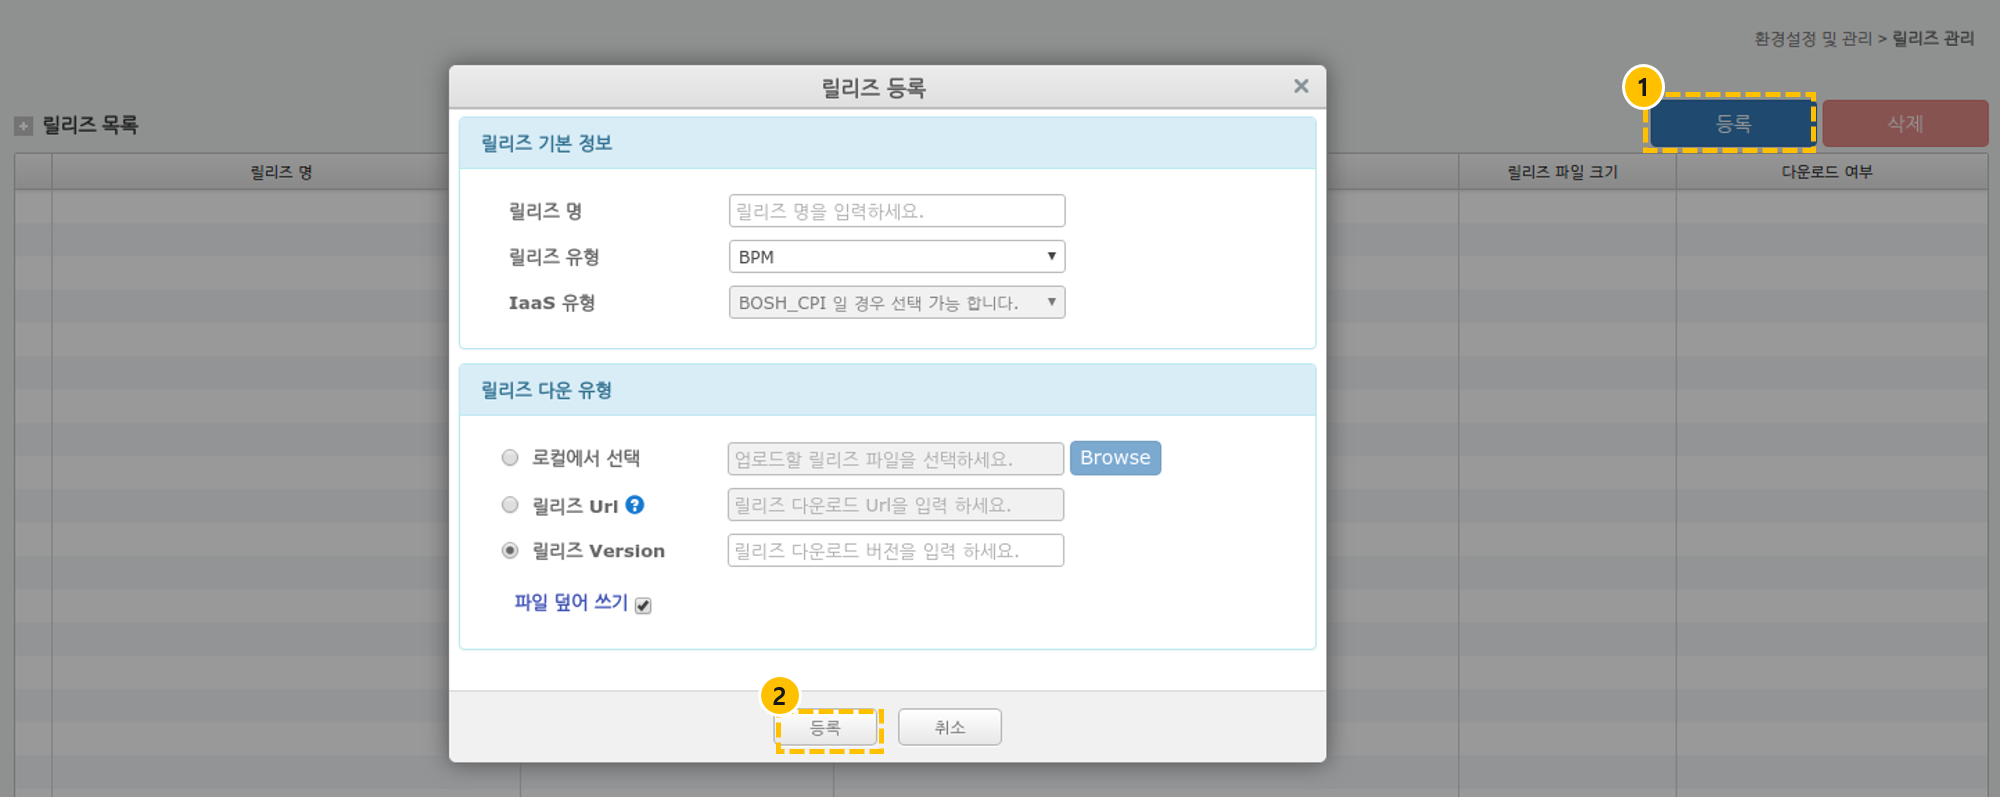 환경설정 및 관리 > 릴리즈 관리
1
릴리즈 목록
등록
삭제
릴리즈 명
릴리즈 파일 크기
다운로드 여부
릴리즈 등록
×
릴리즈 기본 정보
릴리즈 명
릴리즈 명을 입력하세요.
릴리즈 유형
BPM
IaaS 유형
BOSH_CPI 일 경우 선택 가능 합니다.
릴리즈 다운 유형
로컬에서 선택
업로드할 릴리즈 파일을 선택하세요.
Browse
릴리즈 Url ?
릴리즈 다운로드 Url을 입력 하세요.
릴리즈 Version
릴리즈 다운로드 버전을 입력 하세요.
파일 덮어 쓰기
2
등록
취소